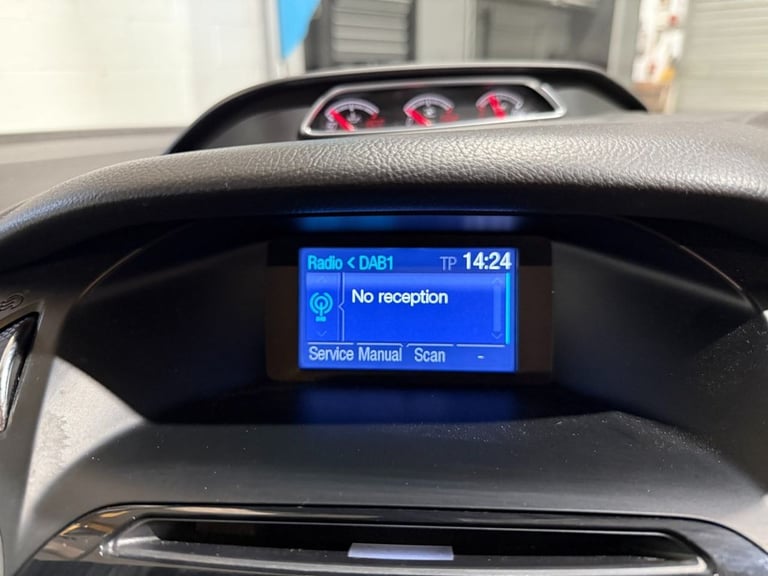 Radio < DAB1 TP 14:24
No reception
Service Manual Scan -